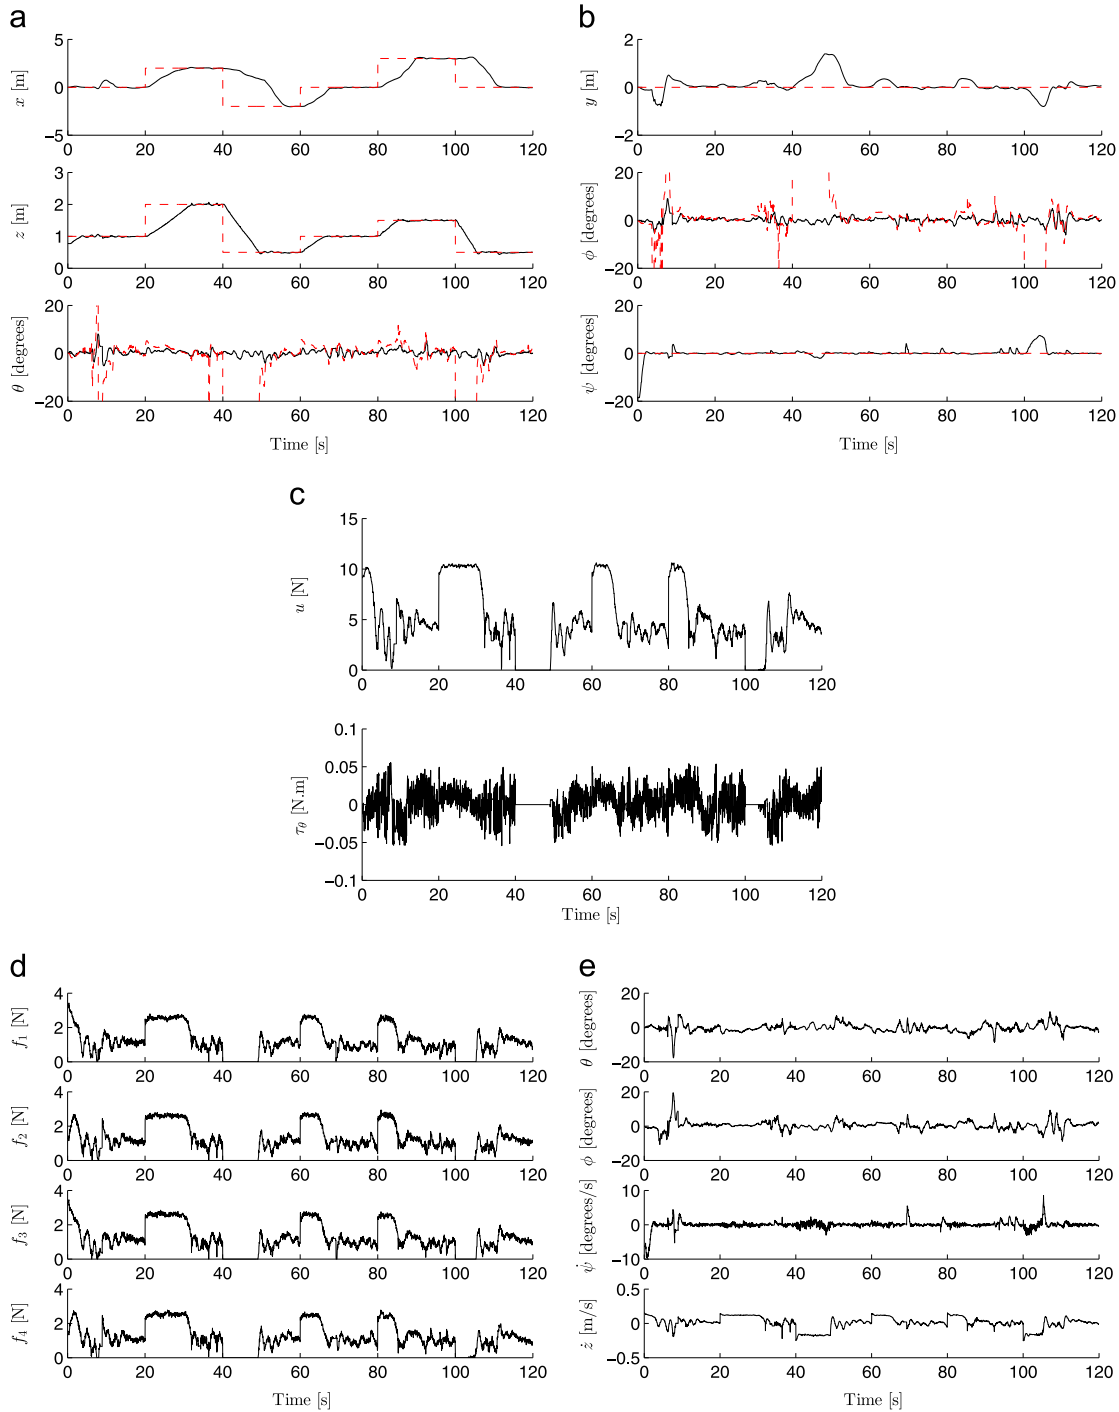 a
5
0
−5
x [m]
0 20 40 60 80 100 120
3
2
1
0
z [m]
0 20 40 60 80 100 120
20
0
−20
θ [degrees]
0 20 40 60 80 100 120
Time [s]
b
2
0
−2
y [m]
0 20 40 60 80 100 120
20
0
−20
ϕ [degrees]
0 20 40 60 80 100 120
20
0
−20
ψ [degrees]
0 20 40 60 80 100 120
Time [s]
c
15
10
5
0
u [N]
0 20 40 60 80 100 120
0.1
0.05
0
−0.05
−0.1
τθ [N.m]
0 20 40 60 80 100 120
Time [s]
d
4
2
0
f1 [N]
0 20 40 60 80 100 120
4
2
0
f2 [N]
0 20 40 60 80 100 120
4
2
0
f3 [N]
0 20 40 60 80 100 120
4
2
0
f4 [N]
0 20 40 60 80 100 120
Time [s]
e
20
0
−20
θ [degrees]
0 20 40 60 80 100 120
20
0
−20
ϕ [degrees]
0 20 40 60 80 100 120
10
0
−10
ψ̇ [degrees/s]
0 20 40 60 80 100 120
0.5
0
−0.5
ż [m/s]
0 20 40 60 80 100 120
Time [s]